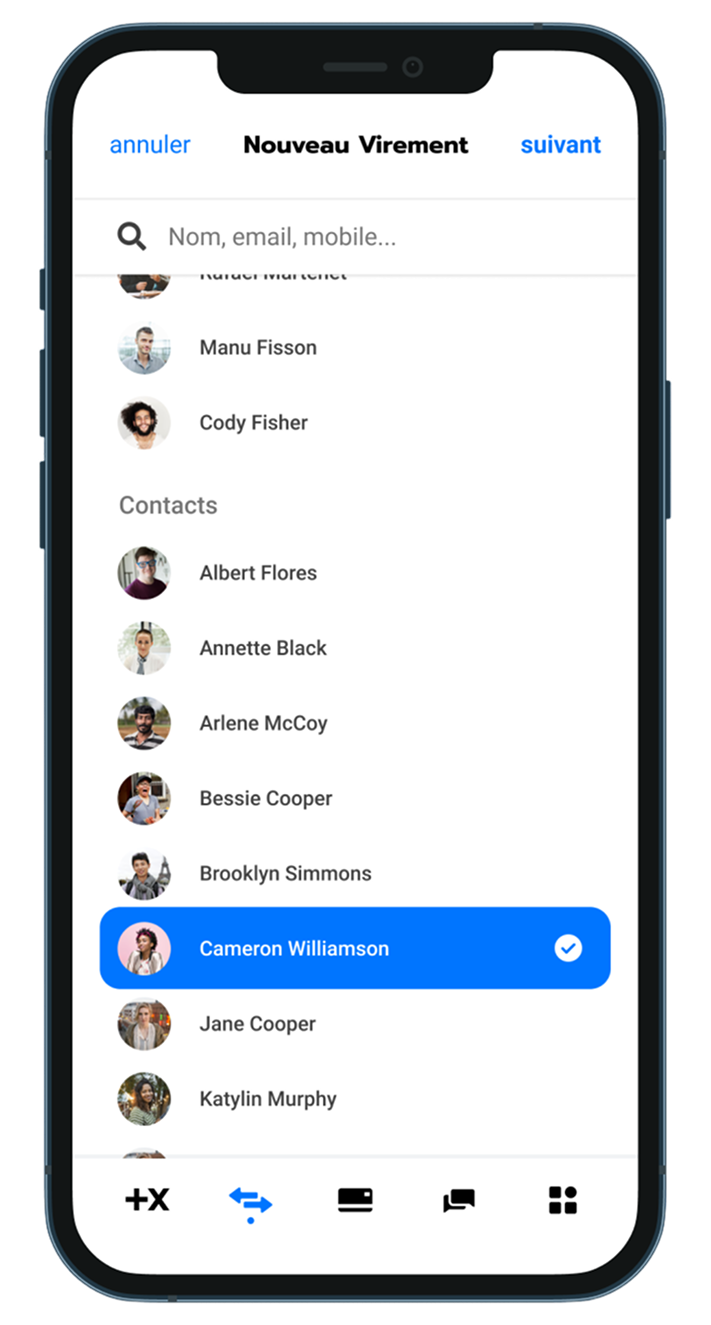 annuler
Nouveau Virement
suivant
Nom, email, mobile...
Manu Fisson
Cody Fisher
Contacts
Albert Flores
Annette Black
Arlene McCoy
Bessie Cooper
Brooklyn Simmons
Cameron Williamson
Jane Cooper
Katylin Murphy
+X